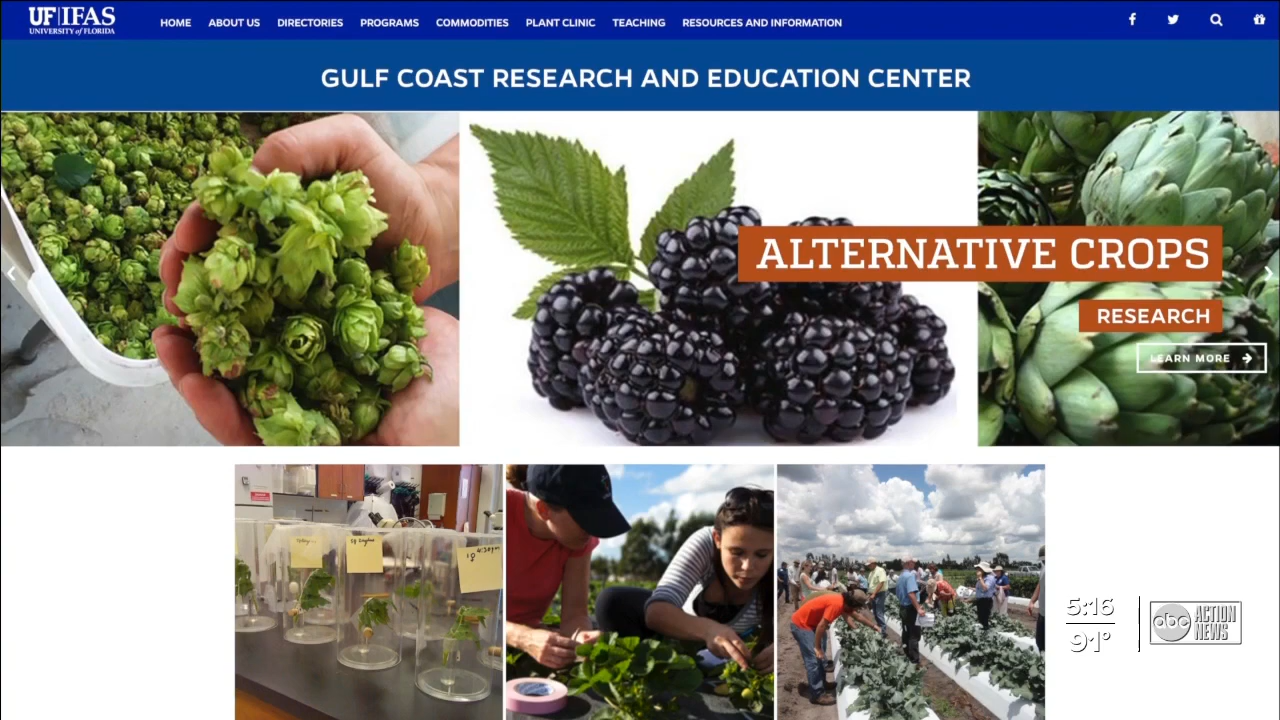 UF|IFAS
UNIVERSITY of FLORIDA
HOME ABOUT US DIRECTORIES PROGRAMS COMMODITIES PLANT CLINIC TEACHING RESOURCES AND INFORMATION
GULF COAST RESEARCH AND EDUCATION CENTER
ALTERNATIVE CROPS
RESEARCH
LEARN MORE
5:16
91°
abc ACTION NEWS